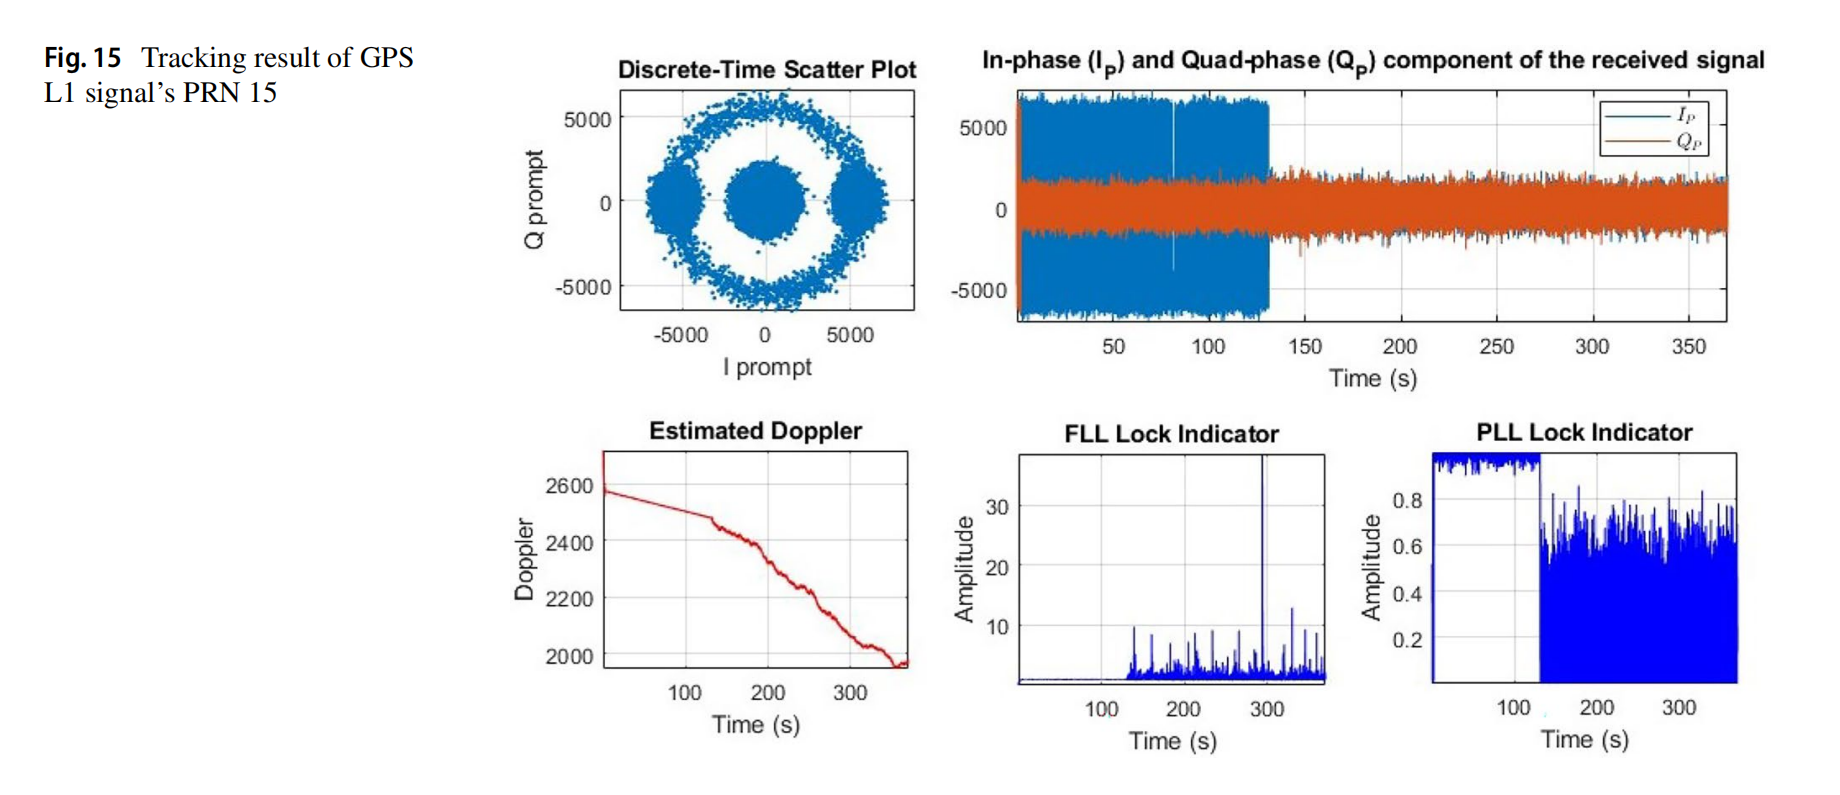 Fig. 15 Tracking result of GPS
L1 signal's PRN 15
Discrete-Time Scatter Plot
5000
0
-5000
Q prompt
-5000 0 5000
I prompt
In-phase (I_P) and Quad-phase (Q_P) component of the received signal
5000
0
-5000
I_P
Q_P
50 100 150 200 250 300 350
Time (s)
Estimated Doppler
2600
2400
2200
2000
Doppler
100 200 300
Time (s)
FLL Lock Indicator
30
20
10
Amplitude
100 200 300
Time (s)
PLL Lock Indicator
0.8
0.6
0.4
0.2
Amplitude
100 200 300
Time (s)